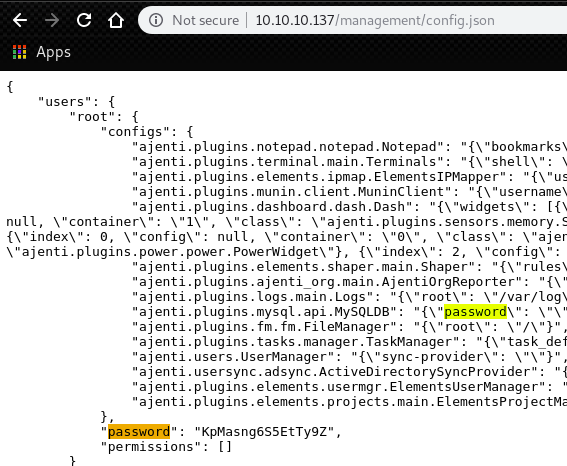 Not secure | 10.10.10.137/management/config.json
Apps
{
"users": {
"root": {
"configs": {
"ajenti.plugins.notepad.notepad.Notepad": "{\"bookmarks\
"ajenti.plugins.terminal.main.Terminals": "{\"shell\": \
"ajenti.plugins.elements.ipmap.ElementsIPMapper": "{\"us
"ajenti.plugins.munin.client.MuninClient": "{\"username\
"ajenti.plugins.dashboard.dash.Dash": "{\"widgets\": [{\
null, \"container\": \"1\", \"class\": \"ajenti.plugins.sensors.memory.S
{\"index\": 0, \"config\": null, \"container\": \"0\", \"class\": \"ajen
\"ajenti.plugins.power.power.PowerWidget\"}, {\"index\": 2, \"config\":
"ajenti.plugins.elements.shaper.main.Shaper": "{\"rules\
"ajenti.plugins.ajenti_org.main.AjentiOrgReporter": "{\"
"ajenti.plugins.logs.main.Logs": "{\"root\": \"/var/log\
"ajenti.plugins.mysql.api.MySQLDB": "{\"password\": \"\"
"ajenti.plugins.fm.fm.FileManager": "{\"root\": \"/\"}",
"ajenti.plugins.tasks.manager.TaskManager": "{\"task_def
"ajenti.users.UserManager": "{\"sync-provider\": \"\"}",
"ajenti.usersync.adsync.ActiveDirectorySyncProvider": "{
"ajenti.plugins.elements.usermgr.ElementsUserManager": "
"ajenti.plugins.elements.projects.main.ElementsProjectMa
},
"password": "KpMasng6S5EtTy9Z",
"permissions": []
}